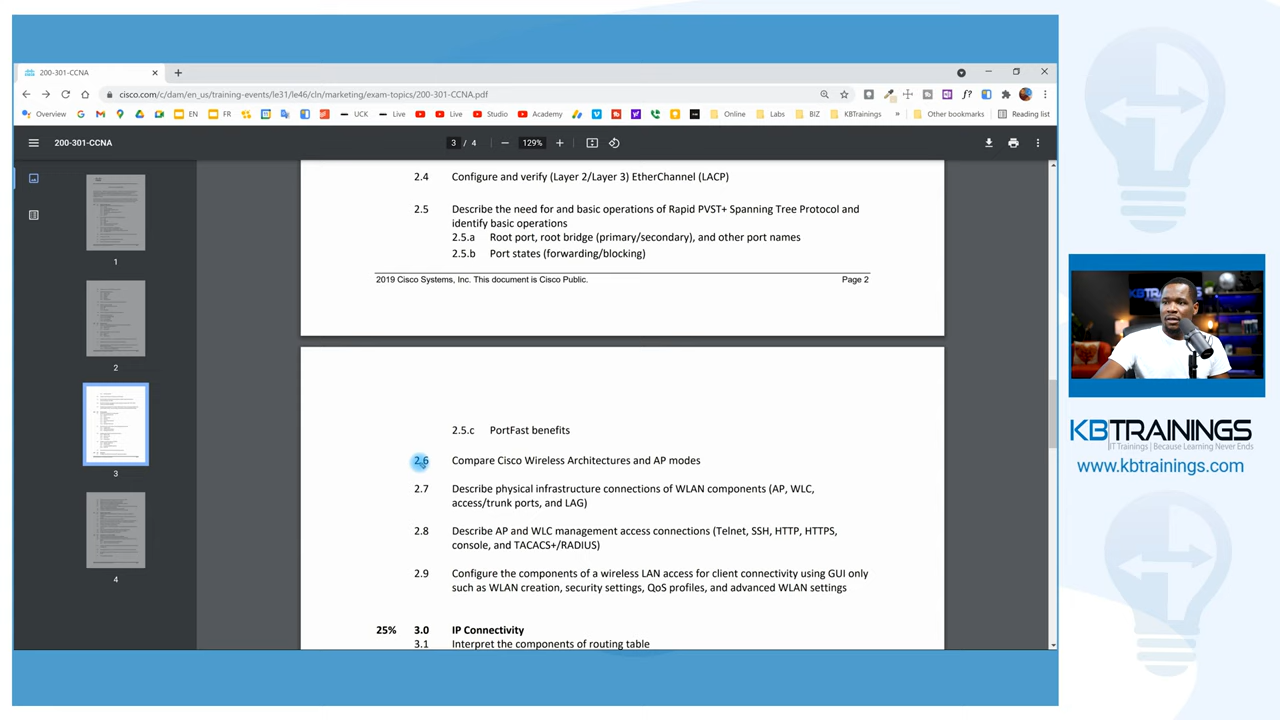 200-301-CCNA
cisco.com/c/dam/en_us/training-events/le31/le46/cln/marketing/exam-topics/200-301-CCNA.pdf
Overview EN FR UCK Live Live Studio Academy Online Labs BIZ KBTrainings » Other bookmarks Reading list
200-301-CCNA 3 / 4 129%
1
2
3
4
2.4 Configure and verify (Layer 2/Layer 3) EtherChannel (LACP)
2.5 Describe the need for and basic operations of Rapid PVST+ Spanning Tree Protocol and
identify basic operations
2.5.a Root port, root bridge (primary/secondary), and other port names
2.5.b Port states (forwarding/blocking)
2019 Cisco Systems, Inc. This document is Cisco Public. Page 2
2.5.c PortFast benefits
2.6 Compare Cisco Wireless Architectures and AP modes
2.7 Describe physical infrastructure connections of WLAN components (AP, WLC,
access/trunk ports, and LAG)
2.8 Describe AP and WLC management access connections (Telnet, SSH, HTTP, HTTPS,
console, and TACACS+/RADIUS)
2.9 Configure the components of a wireless LAN access for client connectivity using GUI only
such as WLAN creation, security settings, QoS profiles, and advanced WLAN settings
25% 3.0 IP Connectivity
3.1 Interpret the components of routing table
KBTRAININGS
IT Trainings | Because Learning Never Ends
www.kbtrainings.com